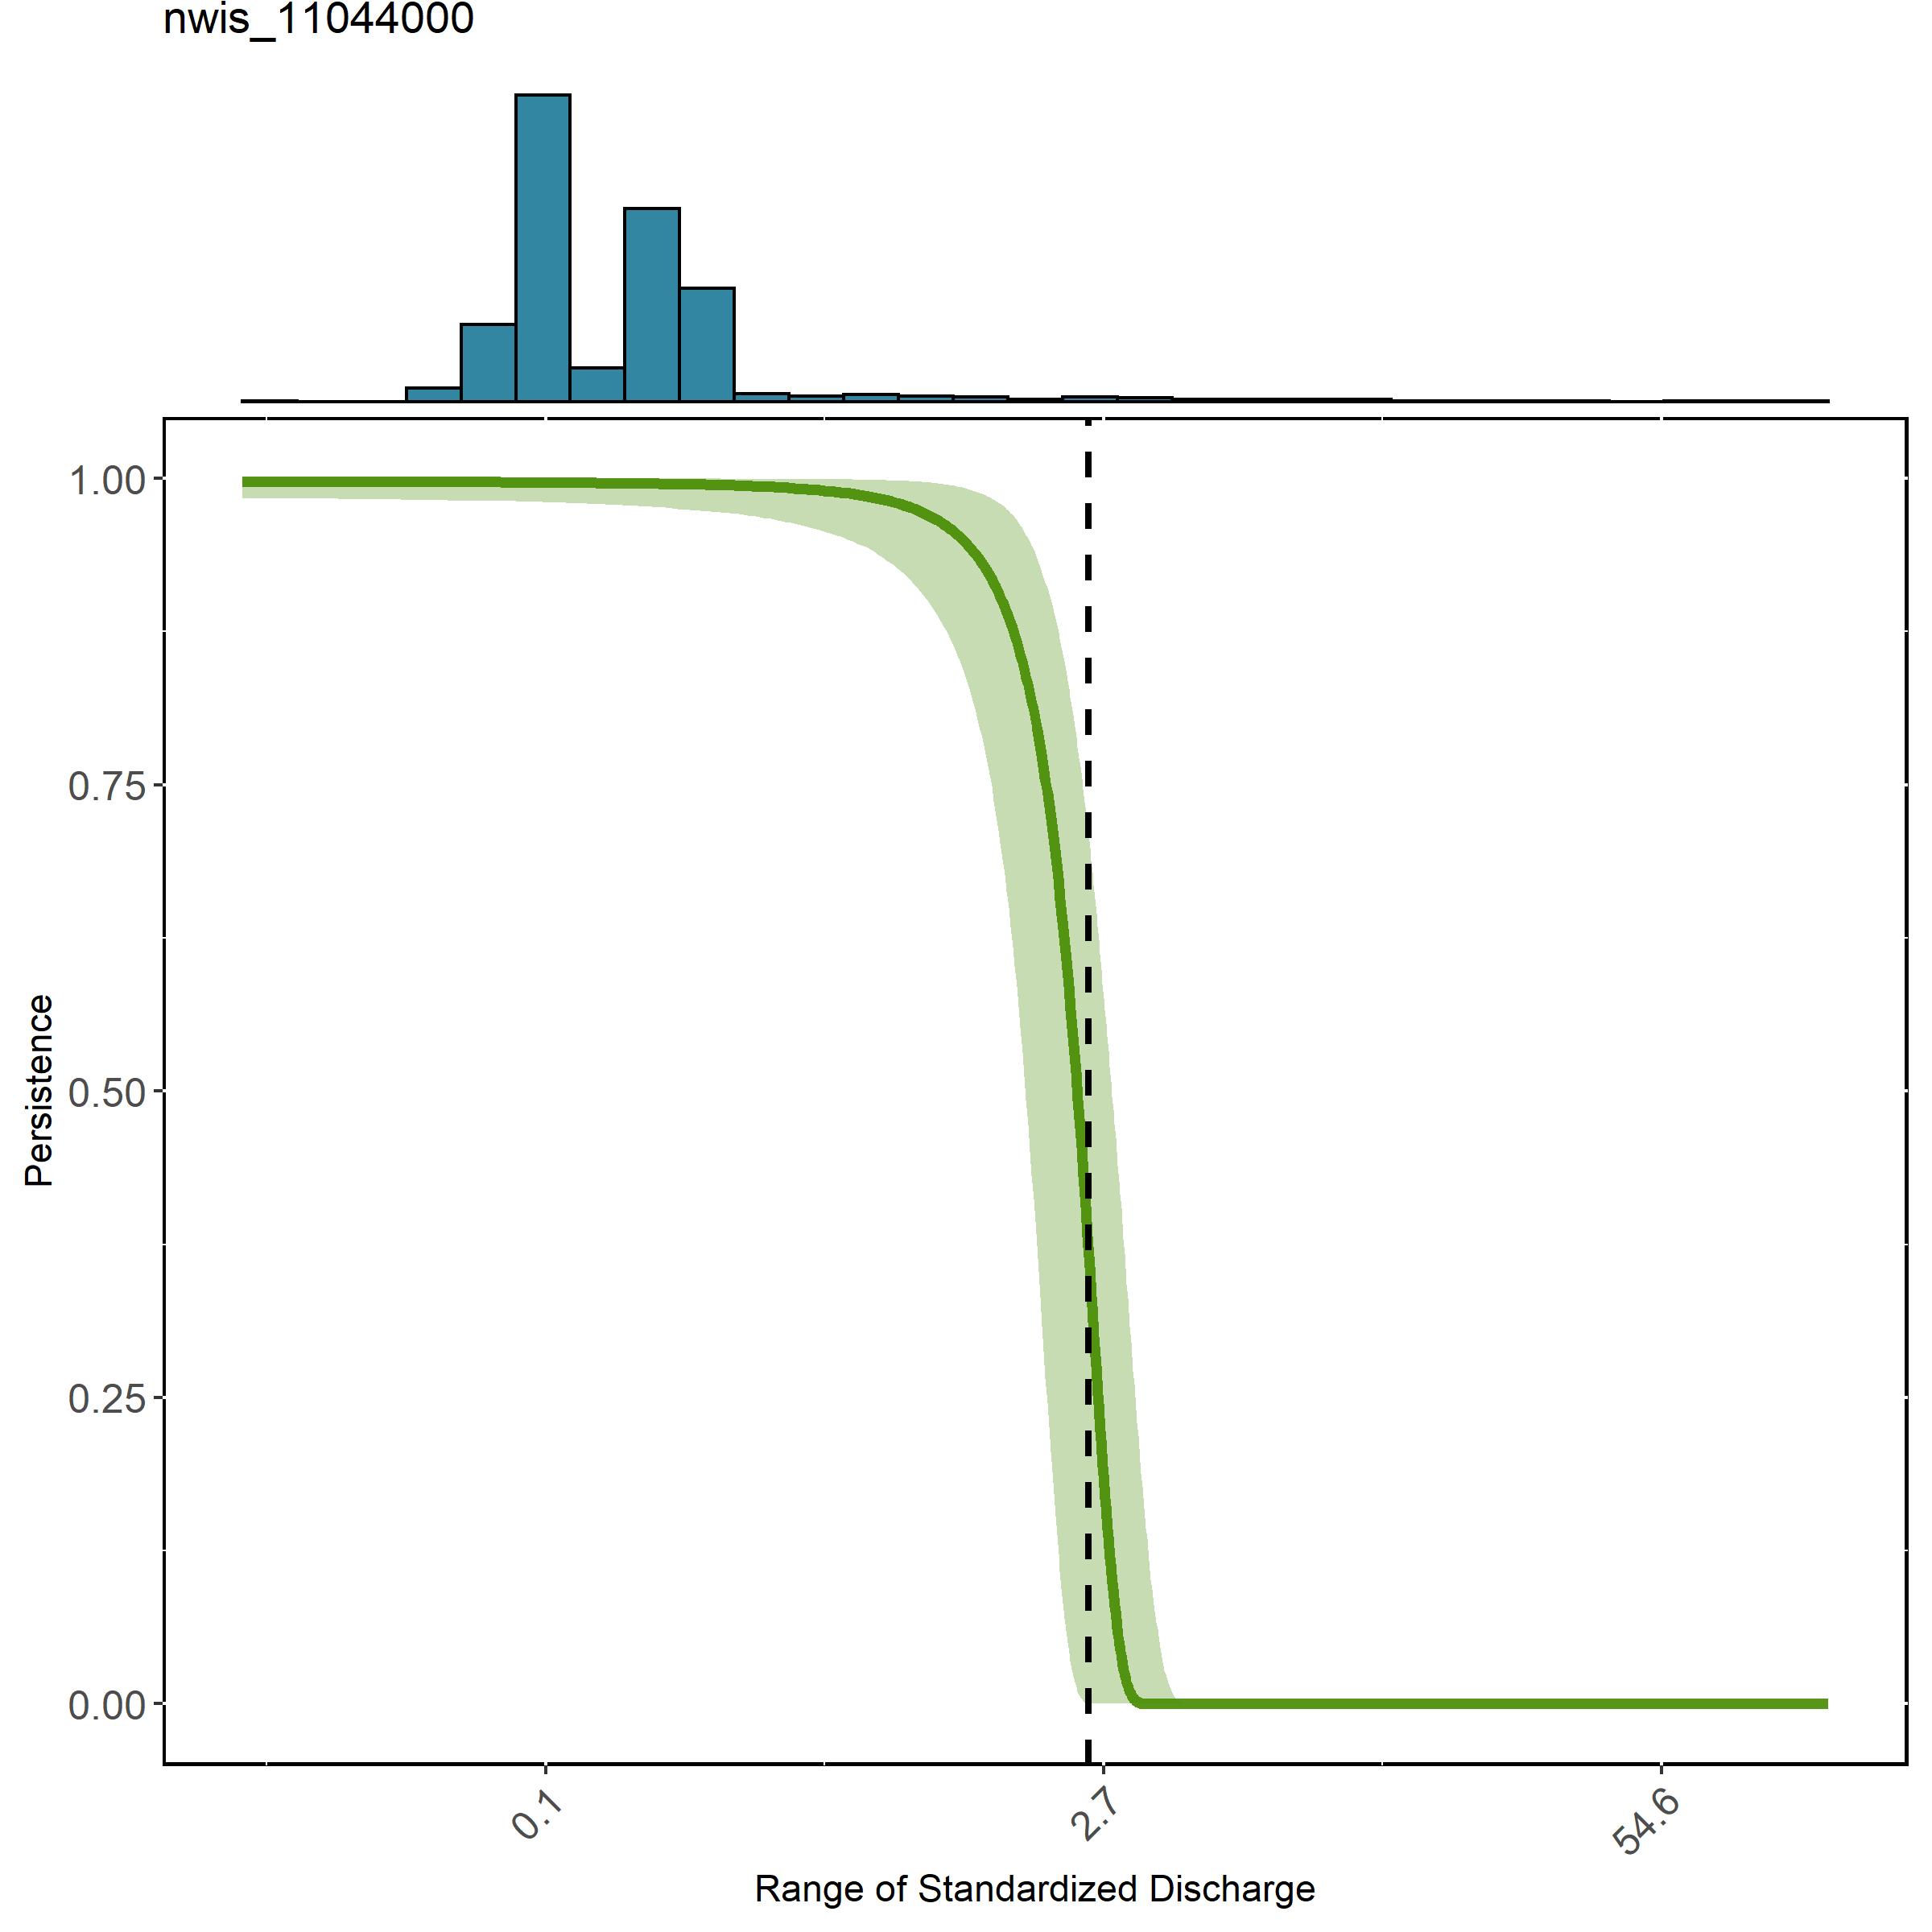 nwis_11044000
1.00
0.75
0.50
0.25
0.00
Persistence
0.1
2.7
54.6
Range of Standardized Discharge